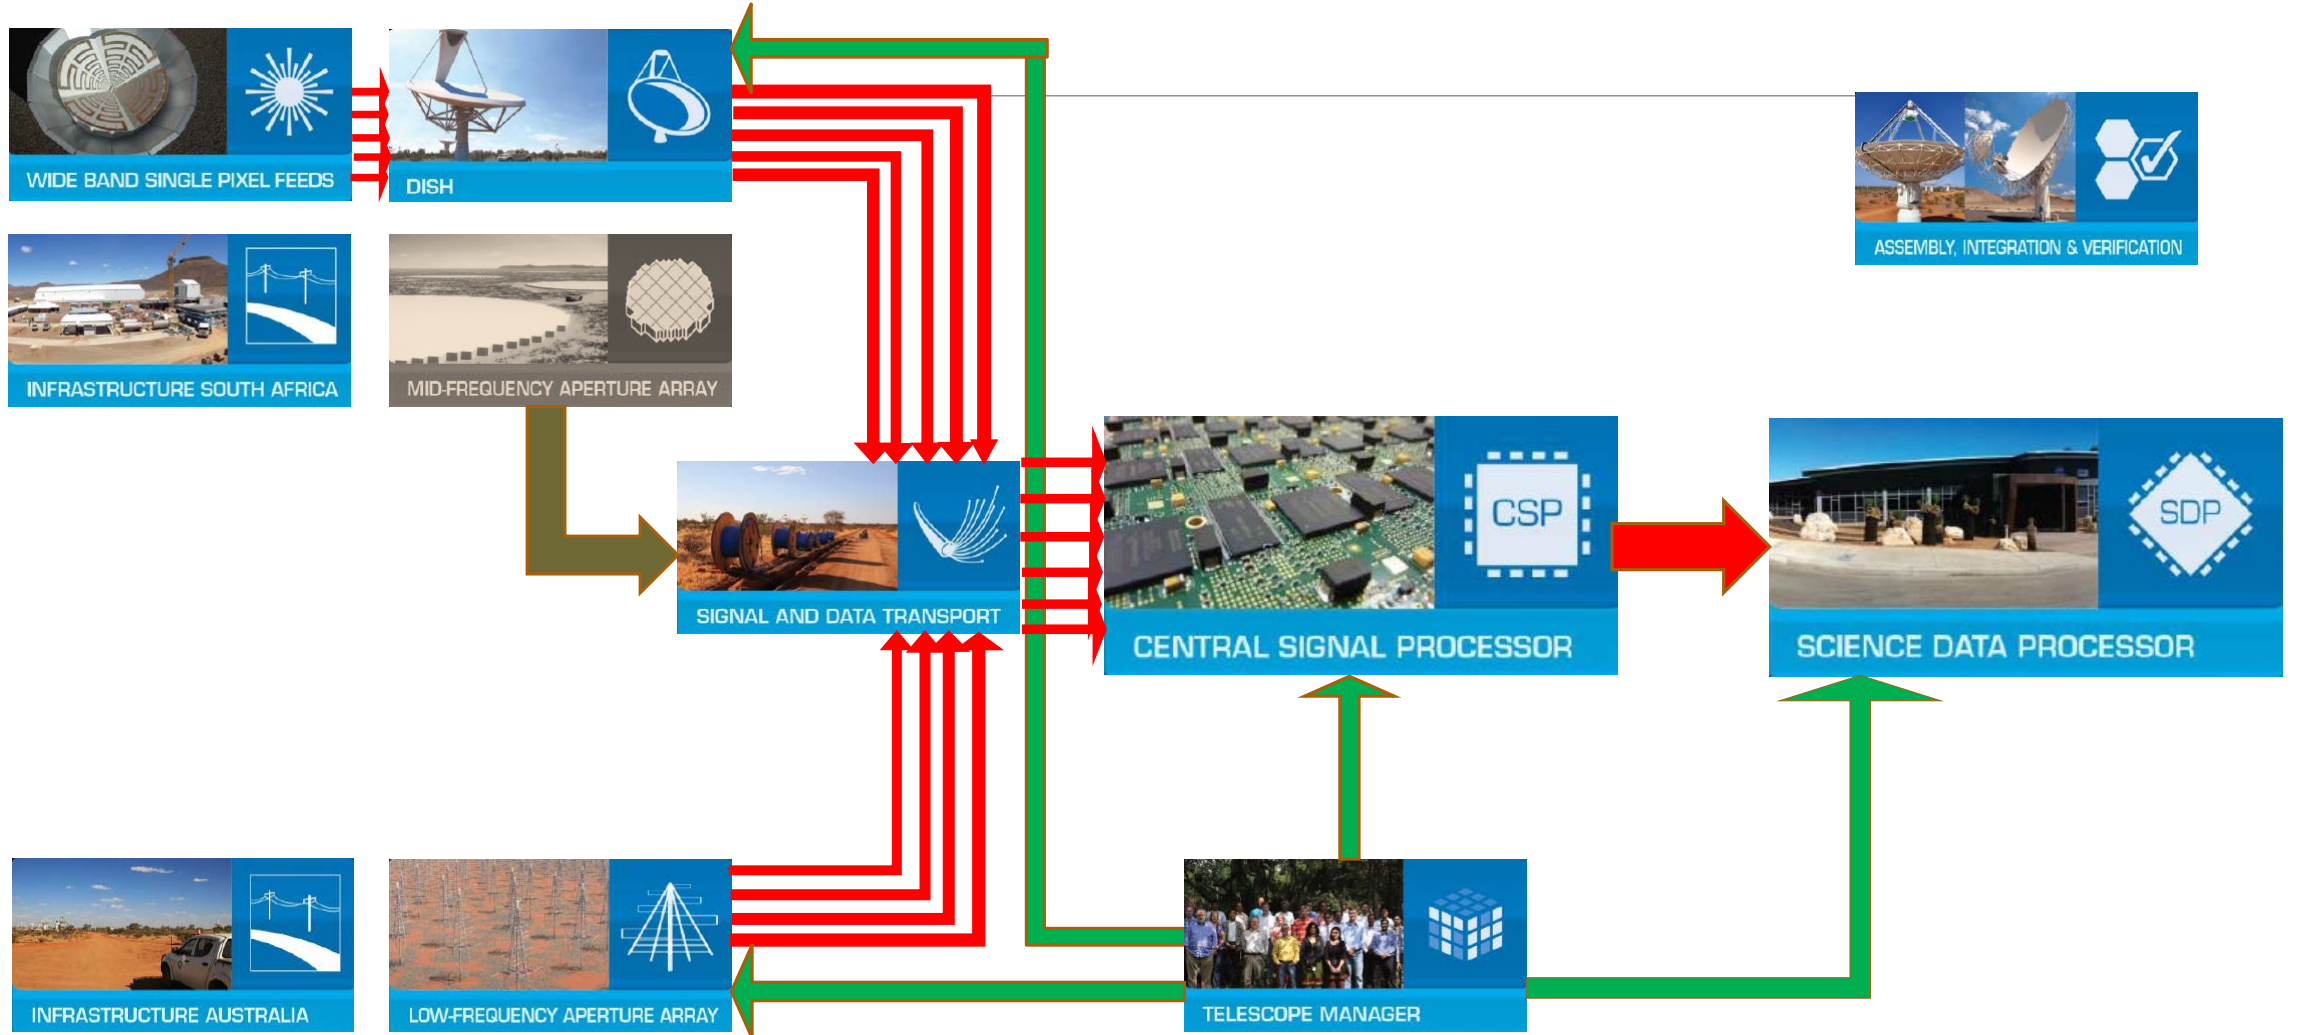 WIDE BAND SINGLE PIXEL FEEDS
DISH
ASSEMBLY, INTEGRATION & VERIFICATION
INFRASTRUCTURE SOUTH AFRICA
MID-FREQUENCY APERTURE ARRAY
CSP
SDP
SIGNAL AND DATA TRANSPORT
CENTRAL SIGNAL PROCESSOR
SCIENCE DATA PROCESSOR
INFRASTRUCTURE AUSTRALIA
LOW-FREQUENCY APERTURE ARRAY
TELESCOPE MANAGER